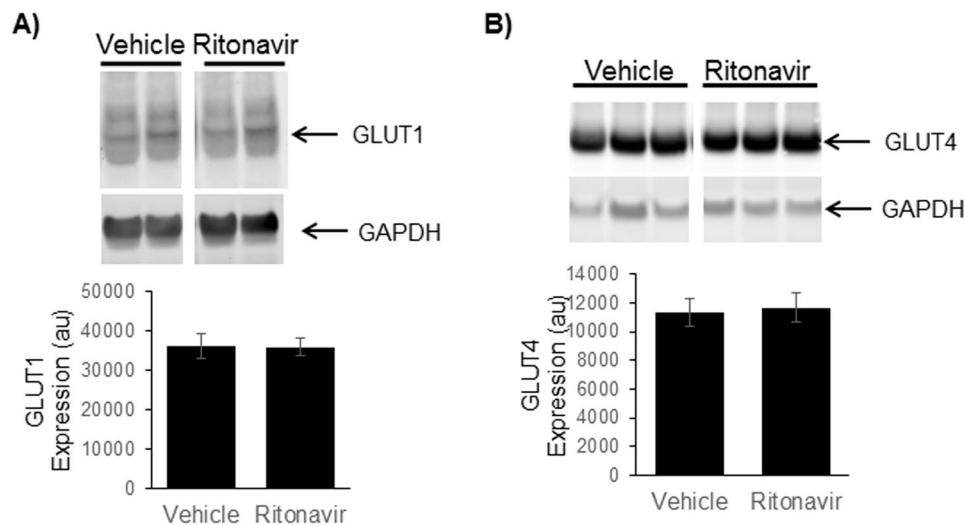 A)
Vehicle Ritonavir
GLUT1
GAPDH
GLUT1
Expression (au)
50000
40000
30000
20000
10000
0
Vehicle Ritonavir
B)
Vehicle Ritonavir
GLUT4
GAPDH
GLUT4
Expression (au)
14000
12000
10000
8000
6000
4000
2000
0
Vehicle Ritonavir